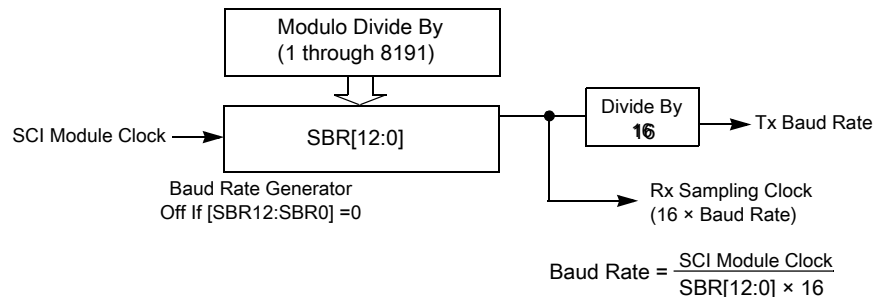 Modulo Divide By
(1 through 8191)
SCI Module Clock
SBR[12:0]
Divide By
16
Tx Baud Rate
Baud Rate Generator
Off If [SBR12:SBR0] =0
Rx Sampling Clock
(16 × Baud Rate)
Baud Rate = SCI Module Clock
SBR[12:0] × 16